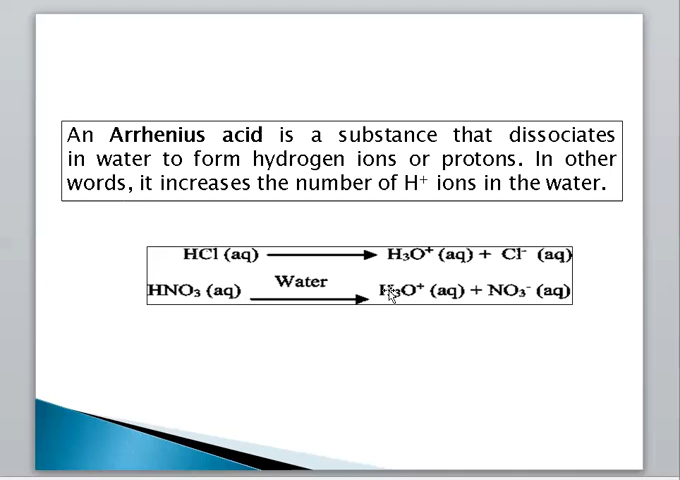 An Arrhenius acid is a substance that dissociates
in water to form hydrogen ions or protons. In other
words, it increases the number of H⁺ ions in the water.
HCl (aq) ⟶ H₃O⁺ (aq) + Cl⁻ (aq)
Water
HNO₃ (aq) ⟶ H₃O⁺ (aq) + NO₃⁻ (aq)